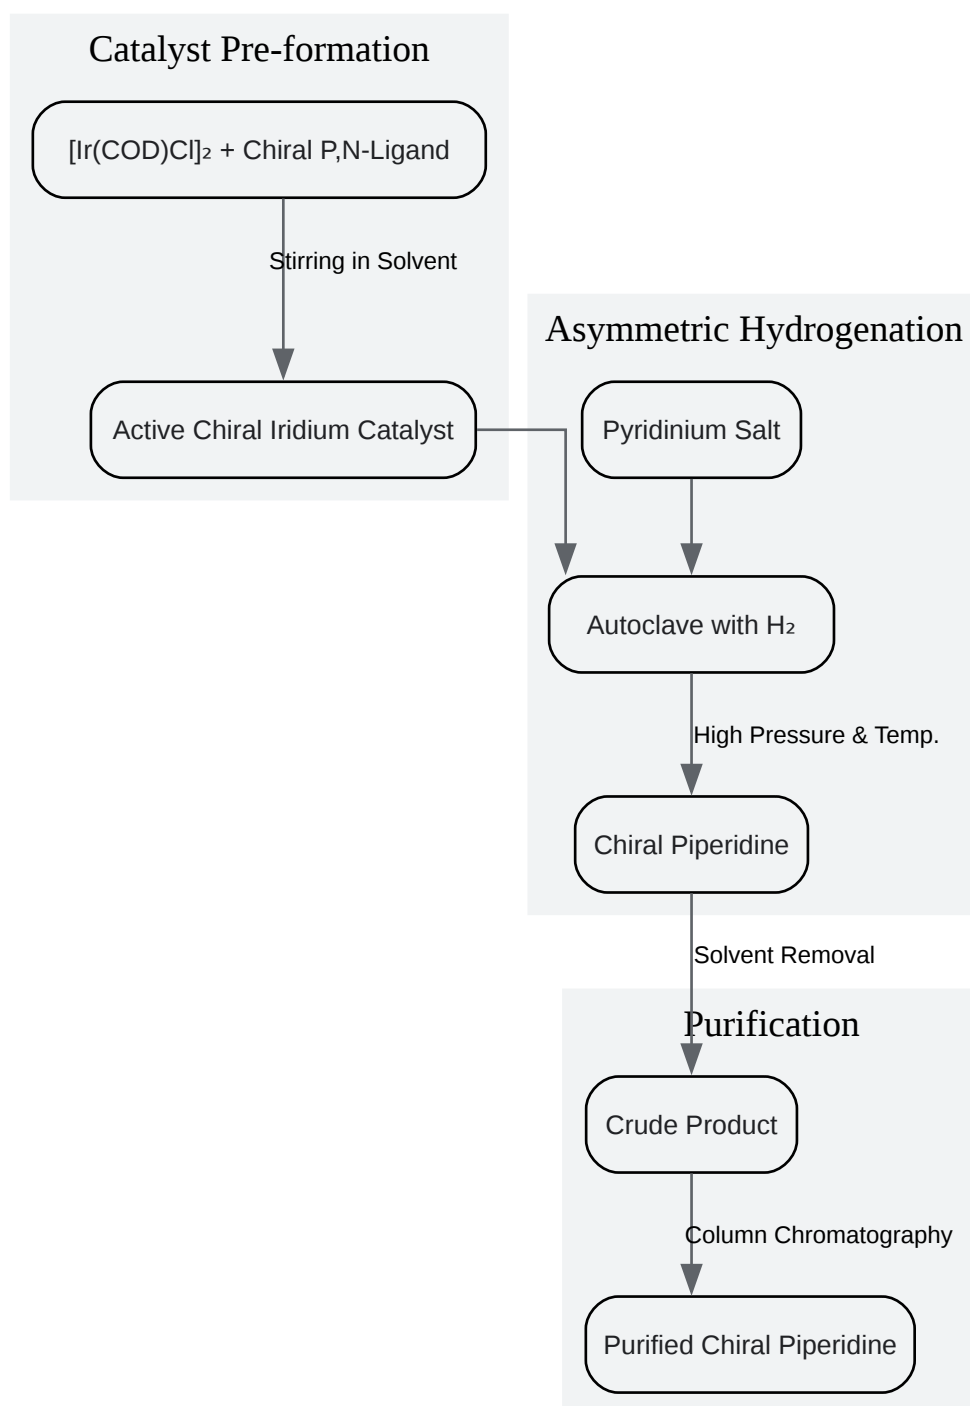 Catalyst Pre-formation
[Ir(COD)Cl]₂ + Chiral P,N-Ligand
Stirring in Solvent
Active Chiral Iridium Catalyst
Asymmetric Hydrogenation
Pyridinium Salt
Autoclave with H₂
High Pressure & Temp.
Chiral Piperidine
Solvent Removal
Purification
Crude Product
Column Chromatography
Purified Chiral Piperidine